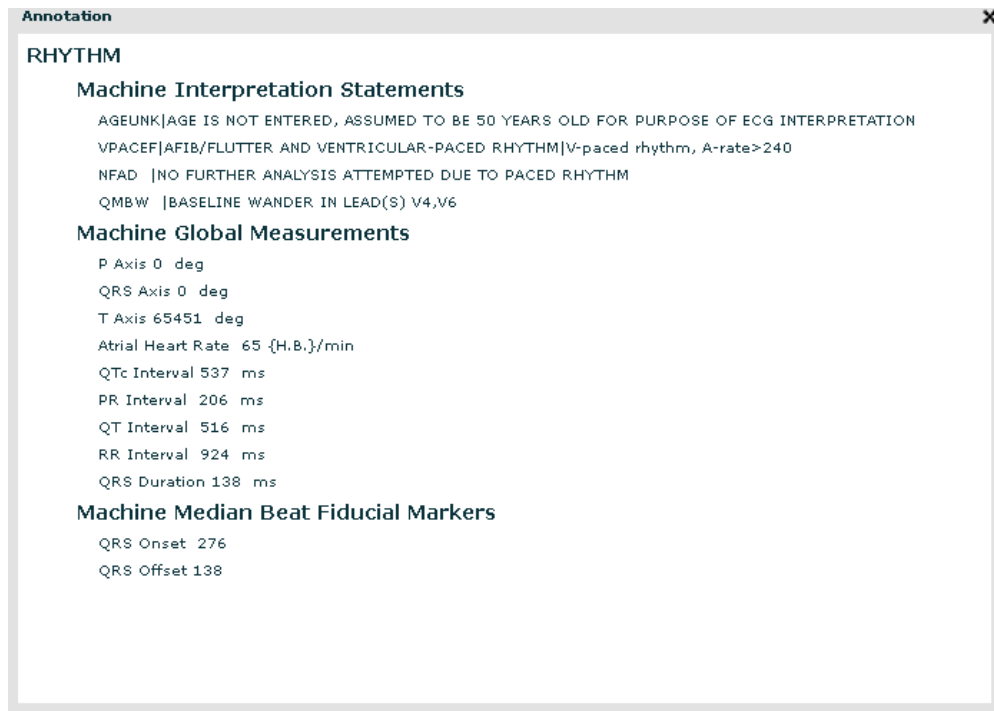 Annotation
RHYTHM
Machine Interpretation Statements
AGEUNK|AGE IS NOT ENTERED, ASSUMED TO BE 50 YEARS OLD FOR PURPOSE OF ECG INTERPRETATION
VPACEF|AFIB/FLUTTER AND VENTRICULAR-PACED RHYTHM|V-paced rhythm, A-rate>240
NFAD |NO FURTHER ANALYSIS ATTEMPTED DUE TO PACED RHYTHM
QMBW |BASELINE WANDER IN LEAD(S) V4,V6
Machine Global Measurements
P Axis 0 deg
QRS Axis 0 deg
T Axis 65451 deg
Atrial Heart Rate 65 {H.B.}/min
QTc Interval 537 ms
PR Interval 206 ms
QT Interval 516 ms
RR Interval 924 ms
QRS Duration 138 ms
Machine Median Beat Fiducial Markers
QRS Onset 276
QRS Offset 138